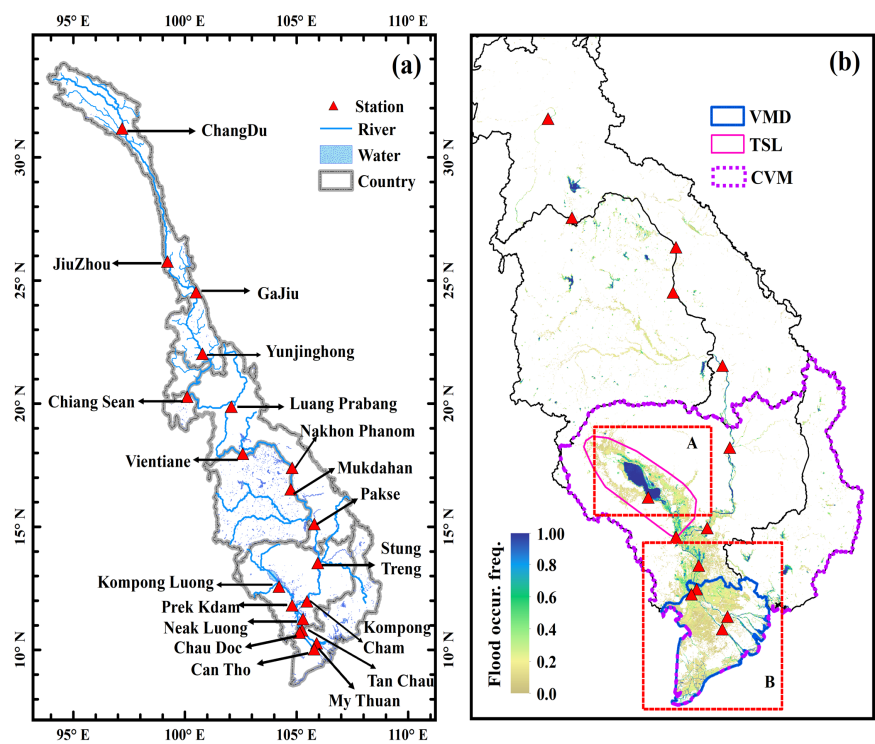 95° E 100° E 105° E 110° E
(a)
Station
River
Water
Country
ChangDu
JiuZhou
GaJiu
Yunjinghong
Chiang Sean
Luang Prabang
Nakhon Phanom
Vientiane
Mukdahan
Pakse
Stung
Treng
Kompong Luong
Prek Kdam
Kompong
Cham
Neak Luong
Chau Doc
Can Tho
Tan Chau
My Thuan
30° N
25° N
20° N
15° N
10° N
30° N
25° N
20° N
15° N
10° N
95° E 100° E 105° E 110° E
(b)
VMD
TSL
CVM
A
B
Flood occur. freq.
1.00
0.8
0.6
0.4
0.2
0.0